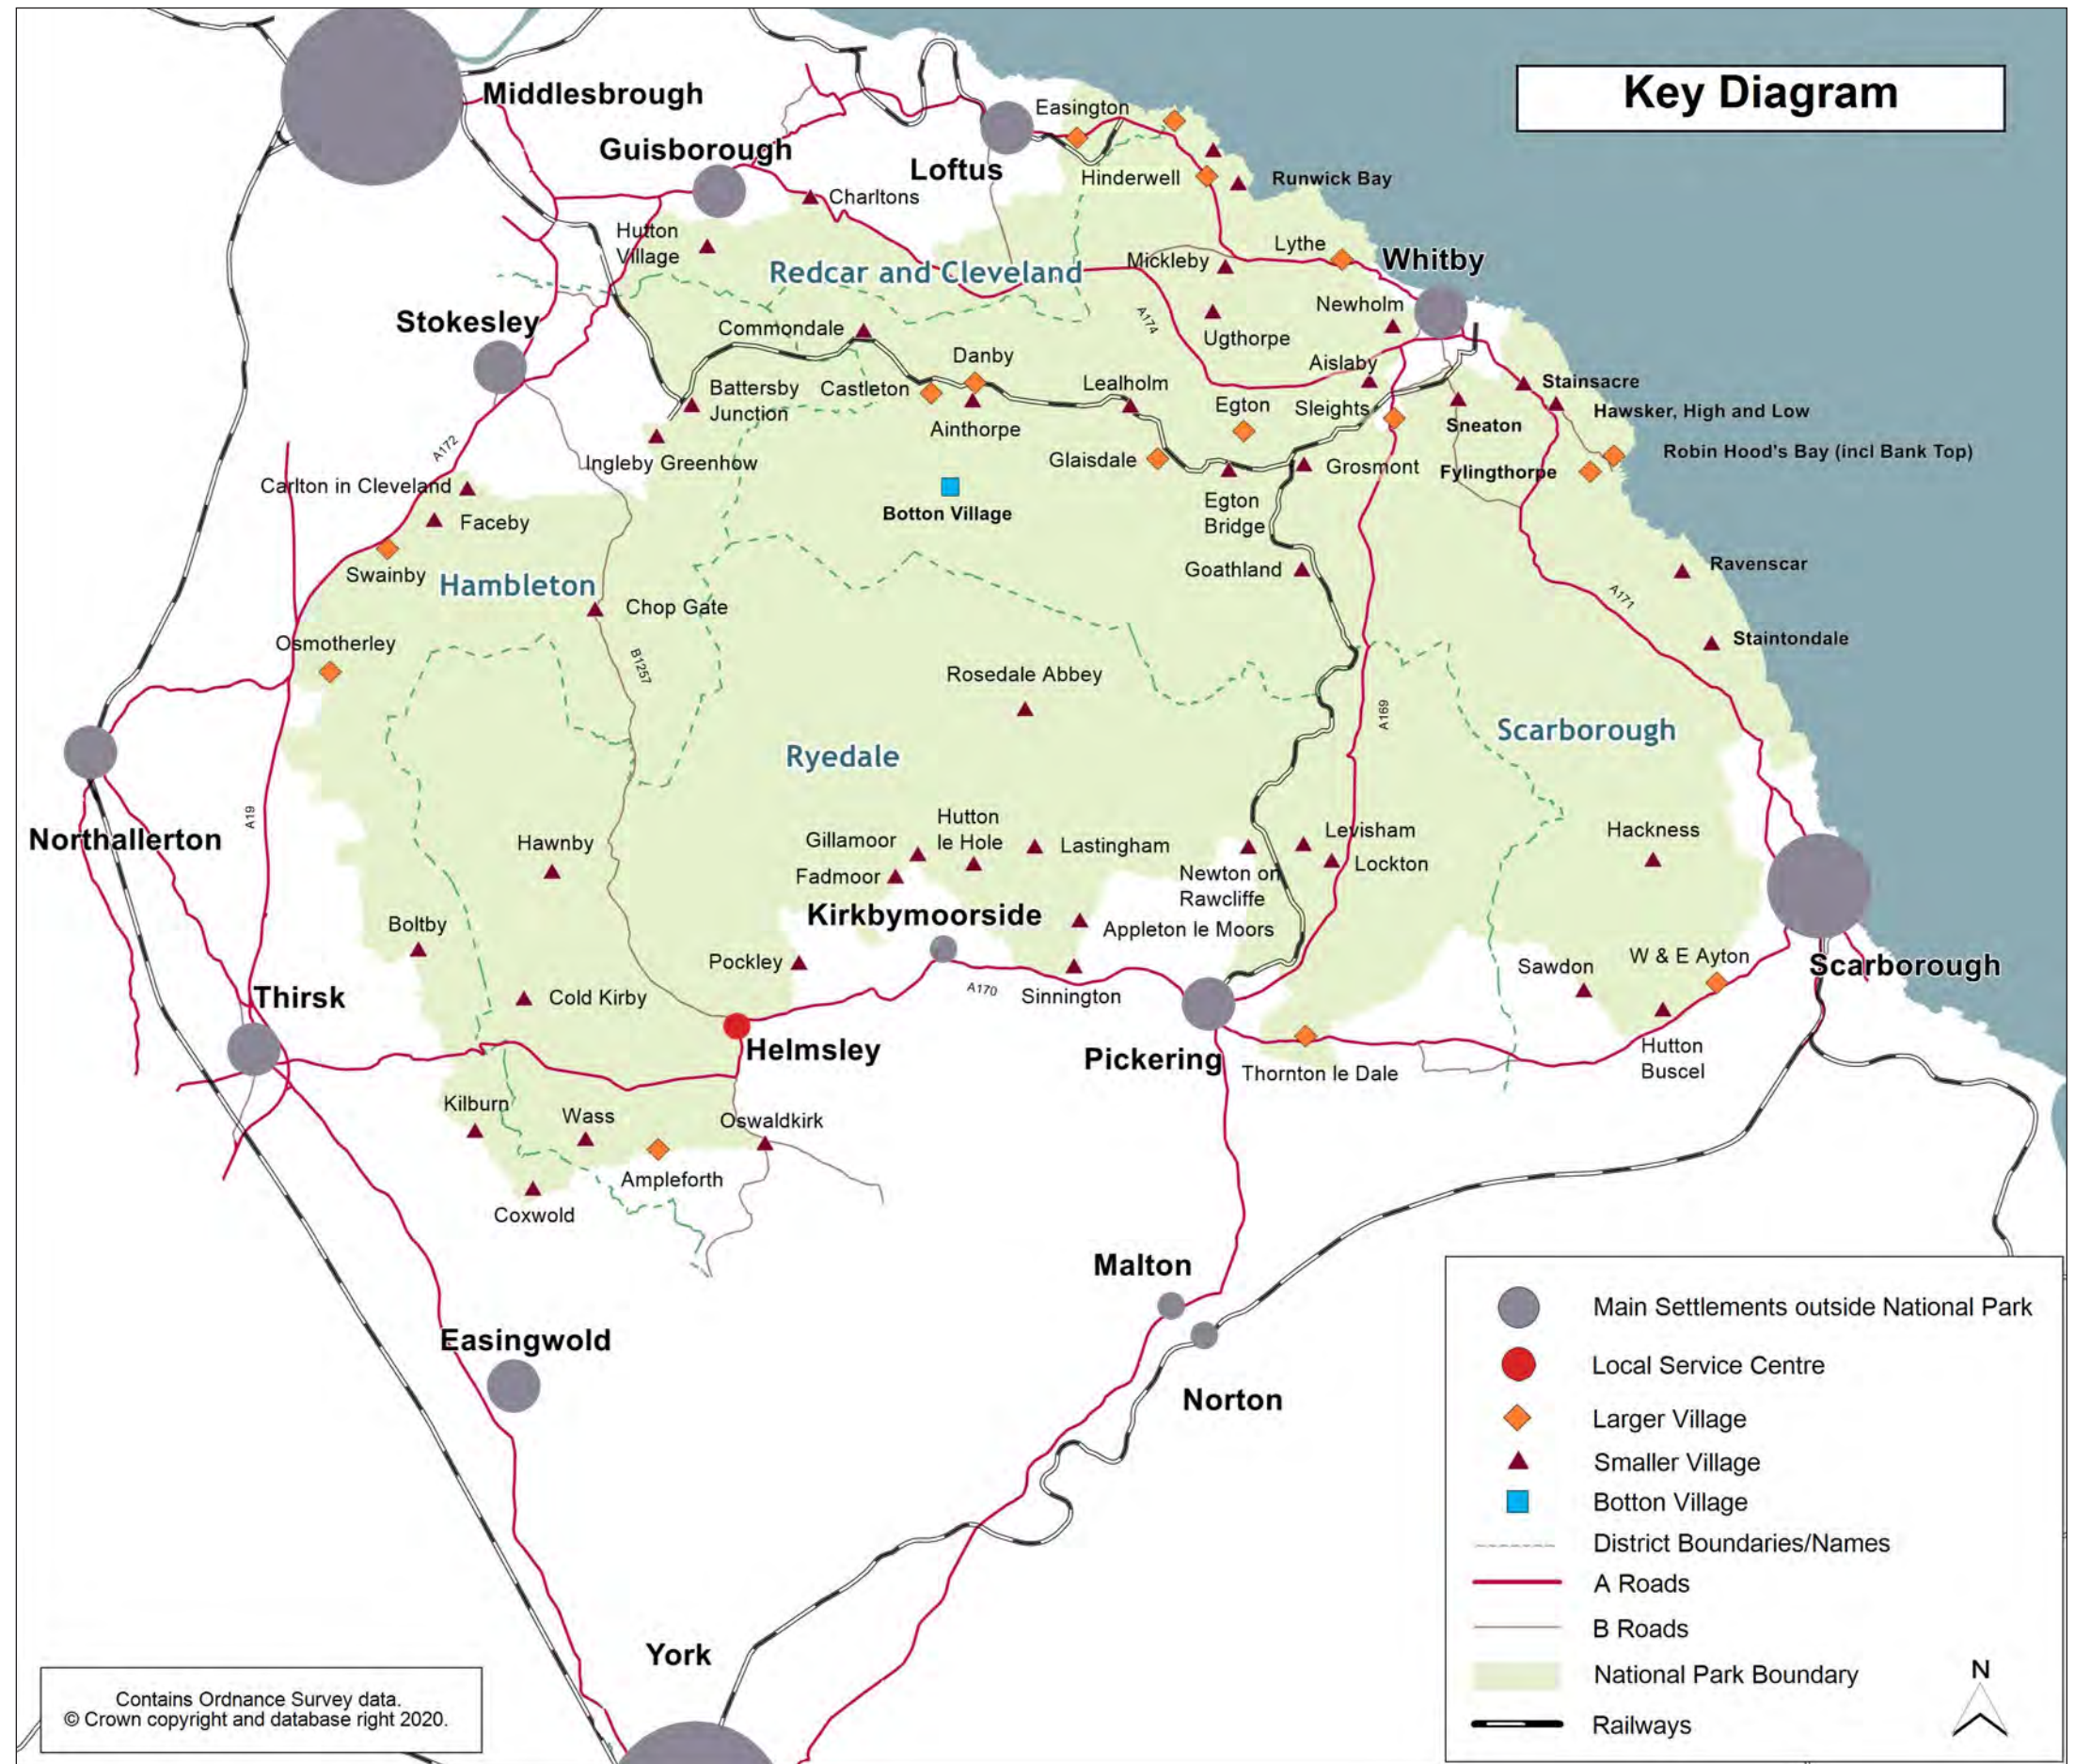 Key Diagram
Middlesbrough
Easington
Guisborough
Loftus
Hinderwell
Runwick Bay
Charltons
Hutton
Village
Redcar and Cleveland
Mickleby
Lythe
Whitby
Stokesley
Commondale
A174
Newholm
Ugthorpe
Danby
Aislaby
Battersby
Junction
Castleton
Lealholm
Stainsacre
Ainthorpe
Egton
Sleights
Sneaton
Hawsker, High and Low
A172
Ingleby Greenhow
Glaisdale
Grosmont
Fylingthorpe
Robin Hood's Bay (incl Bank Top)
Carlton in Cleveland
Botton Village
Egton
Bridge
Faceby
Swainby
Hambleton
Goathland
Ravenscar
Chop Gate
A171
Osmotherley
B1257
Staintondale
Rosedale Abbey
A169
Ryedale
Scarborough
A19
Northallerton
Hawnby
Gillamoor
Hutton
le Hole
Lastingham
Levisham
Lockton
Hackness
Fadmoor
Newton on
Rawcliffe
Kirkbymoorside
Appleton le Moors
Boltby
Pockley
Sawdon
W & E Ayton
Scarborough
Thirsk
Cold Kirby
A170
Sinnington
Helmsley
Pickering
Thornton le Dale
Hutton
Buscel
Kilburn
Wass
Oswaldkirk
Ampleforth
Coxwold
Malton
Easingwold
Norton
York
Main Settlements outside National Park
Local Service Centre
Larger Village
Smaller Village
Botton Village
District Boundaries/Names
A Roads
B Roads
National Park Boundary
Railways
N
Contains Ordnance Survey data.
© Crown copyright and database right 2020.